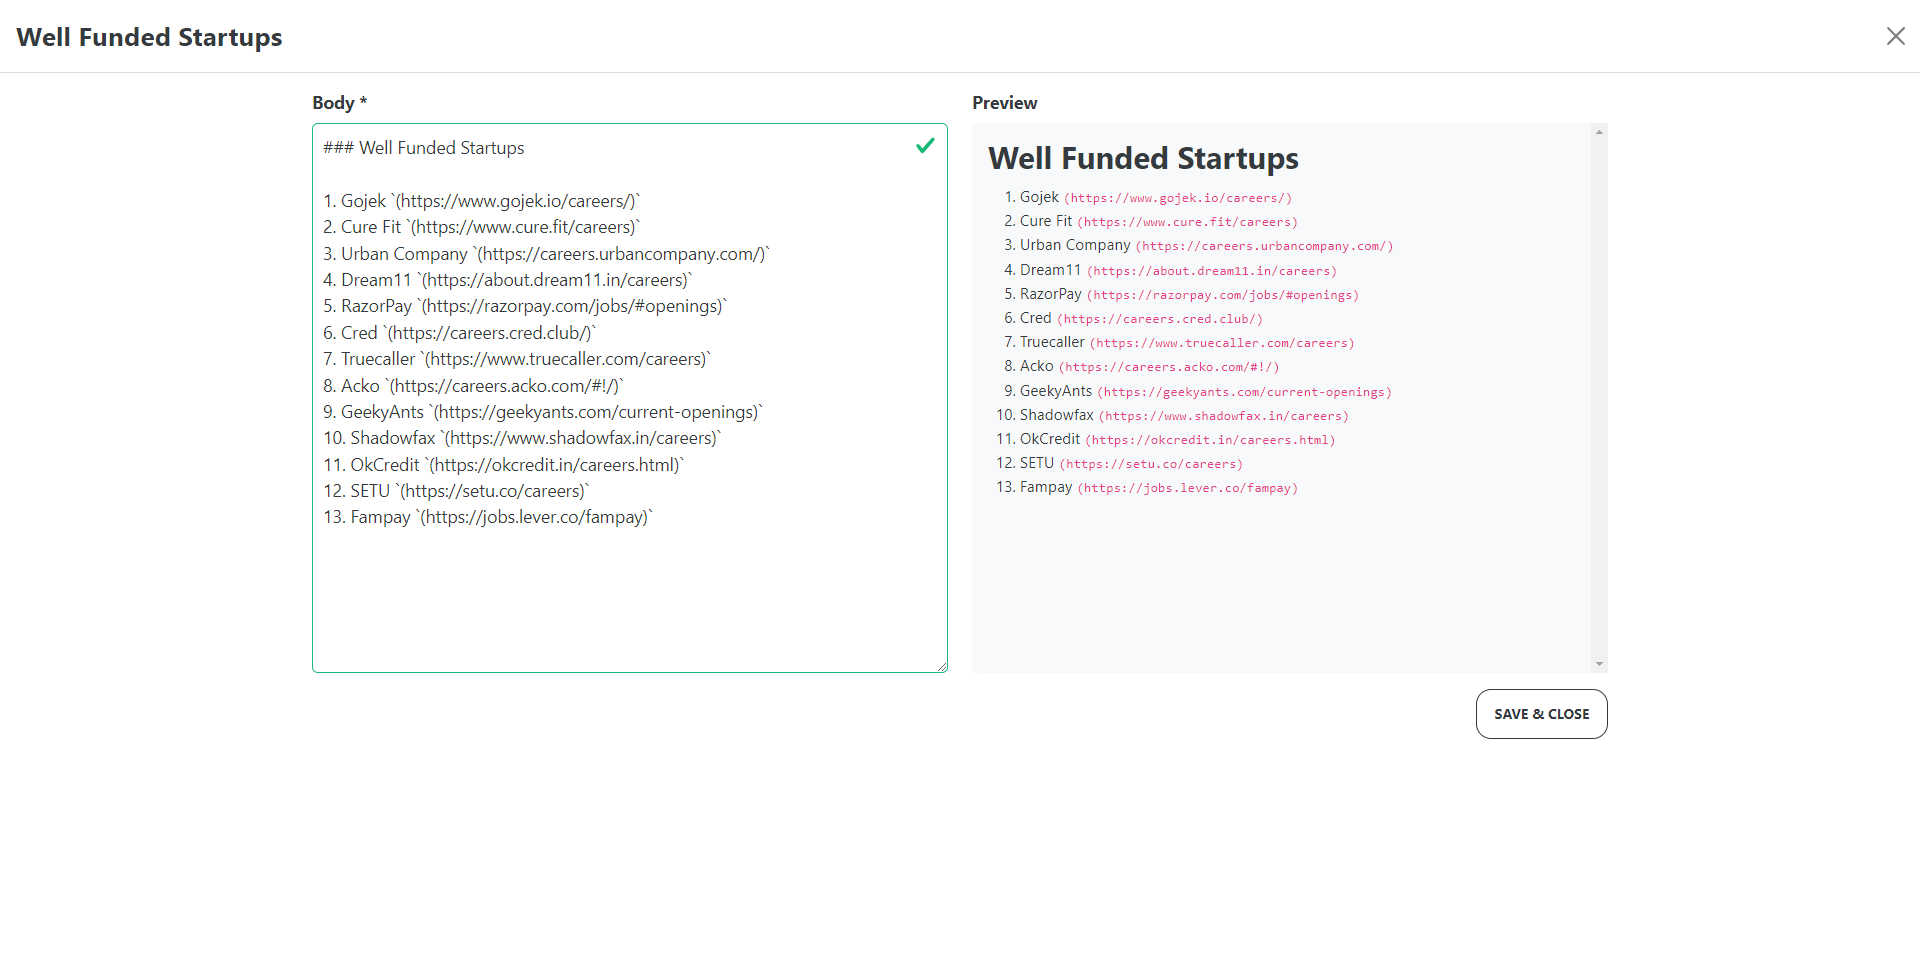 Well Funded Startups
Body *
### Well Funded Startups
1. Gojek `(https://www.gojek.io/careers/)`
2. Cure Fit `(https://www.cure.fit/careers)`
3. Urban Company `(https://careers.urbancompany.com/)`
4. Dream11 `(https://about.dream11.in/careers)`
5. RazorPay `(https://razorpay.com/jobs/#openings)`
6. Cred `(https://careers.cred.club/)`
7. Truecaller `(https://www.truecaller.com/careers)`
8. Acko `(https://careers.acko.com/#!/)`
9. GeekyAnts `(https://geekyants.com/current-openings)`
10. Shadowfax `(https://www.shadowfax.in/careers)`
11. OkCredit `(https://okcredit.in/careers.html)`
12. SETU `(https://setu.co/careers)`
13. Fampay `(https://jobs.lever.co/fampay)`
Preview
Well Funded Startups
1. Gojek (https://www.gojek.io/careers/)
2. Cure Fit (https://www.cure.fit/careers)
3. Urban Company (https://careers.urbancompany.com/)
4. Dream11 (https://about.dream11.in/careers)
5. RazorPay (https://razorpay.com/jobs/#openings)
6. Cred (https://careers.cred.club/)
7. Truecaller (https://www.truecaller.com/careers)
8. Acko (https://careers.acko.com/#!/)
9. GeekyAnts (https://geekyants.com/current-openings)
10. Shadowfax (https://www.shadowfax.in/careers)
11. OkCredit (https://okcredit.in/careers.html)
12. SETU (https://setu.co/careers)
13. Fampay (https://jobs.lever.co/fampay)
SAVE & CLOSE